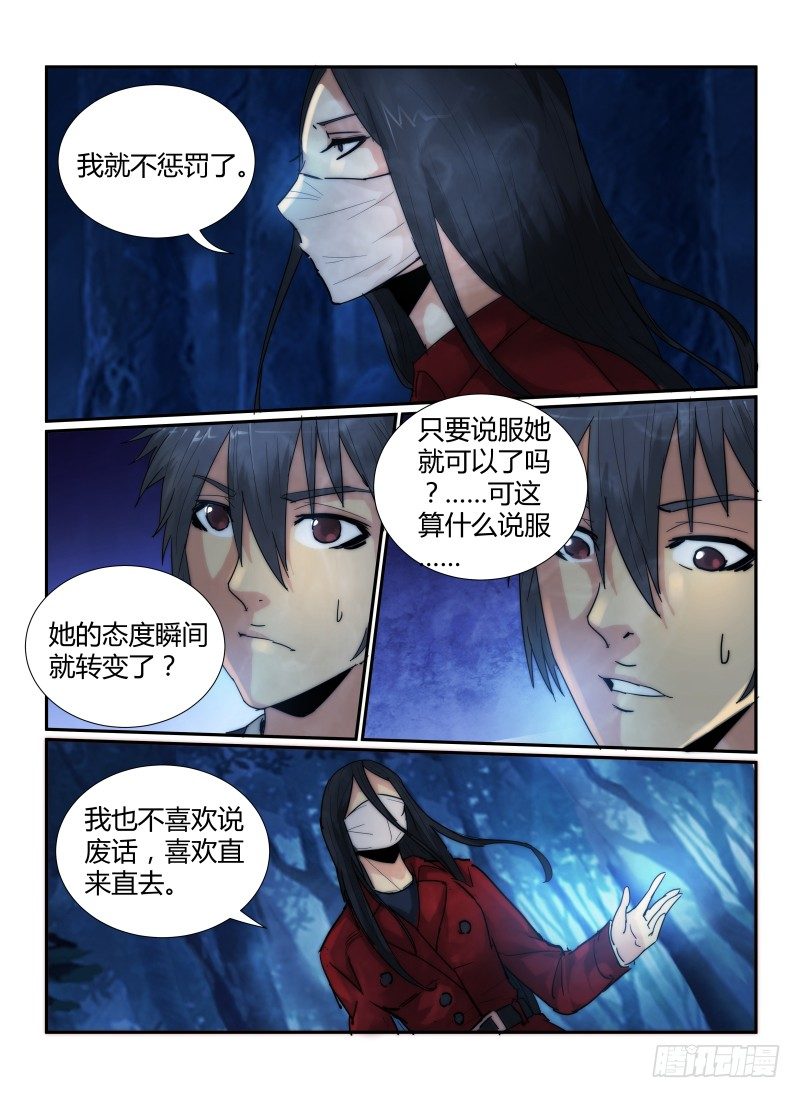 我就不惩罚了。
她的态度瞬间
就转变了？
只要说服她
就可以了吗
？……可这
算什么说服
……
我也不喜欢说
废话，喜欢直
来直去。
腾讯动漫